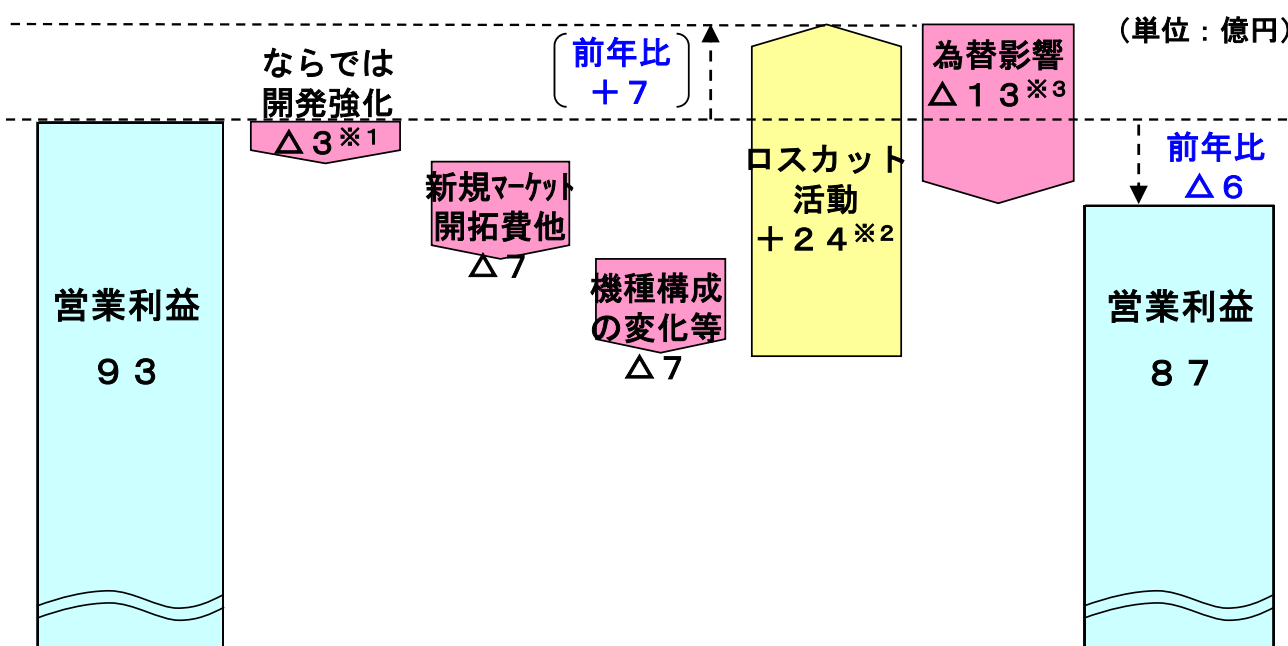 （単位：億円）
ならでは
開発強化
△３※１
前年比
＋７
為替影響
△１３※３
新規ﾏｰｹｯﾄ
開拓費他
△７
ロスカット
活動
＋２４※２
前年比
△６
機種構成
の変化等
△７
営業利益
９３
営業利益
８７